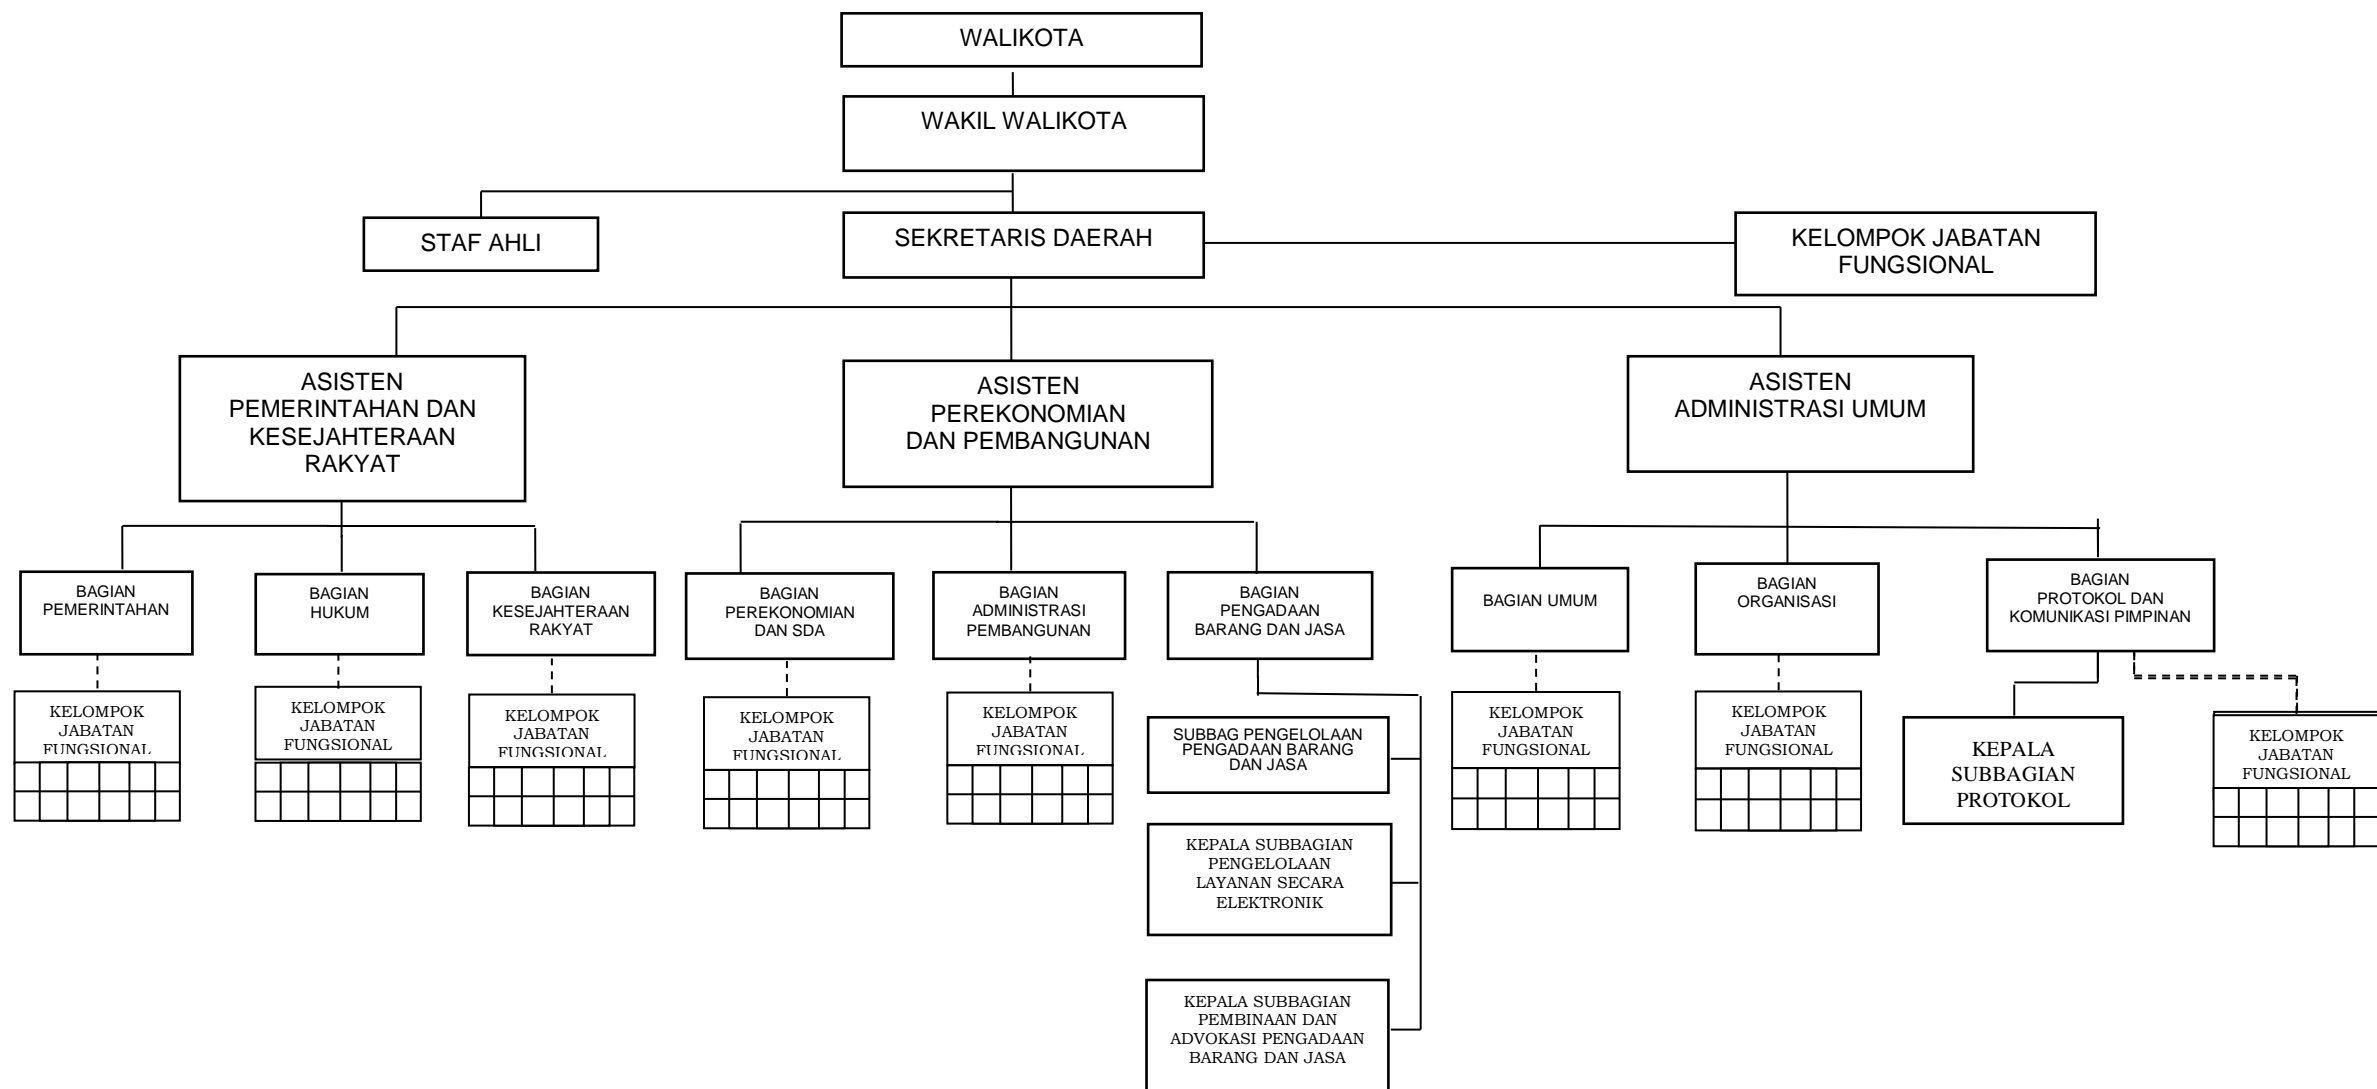 WALIKOTA
WAKIL WALIKOTA
STAF AHLI
SEKRETARIS DAERAH
KELOMPOK JABATAN
FUNGSIONAL
ASISTEN
PEMERINTAHAN DAN
KESEJAHTERAAN
RAKYAT
ASISTEN
PEREKONOMIAN
DAN PEMBANGUNAN
ASISTEN
ADMINISTRASI UMUM
BAGIAN
PEMERINTAHAN
BAGIAN
HUKUM
BAGIAN
KESEJAHTERAAN
RAKYAT
BAGIAN
PEREKONOMIAN
DAN SDA
BAGIAN
ADMINISTRASI
PEMBANGUNAN
BAGIAN
PENGADAAN
BARANG DAN JASA
BAGIAN UMUM
BAGIAN
ORGANISASI
BAGIAN
PROTOKOL DAN
KOMUNIKASI PIMPINAN
KELOMPOK
JABATAN
FUNGSIONAL
KELOMPOK
JABATAN
FUNGSIONAL
KELOMPOK
JABATAN
FUNGSIONAL
KELOMPOK
JABATAN
FUNGSIONAL
KELOMPOK
JABATAN
FUNGSIONAL
SUBBAG PENGELOLAAN
PENGADAAN BARANG
DAN JASA
KEPALA SUBBAGIAN
PENGELOLAAN
LAYANAN SECARA
ELEKTRONIK
KEPALA SUBBAGIAN
PEMBINAAN DAN
ADVOKASI PENGADAAN
BARANG DAN JASA
KELOMPOK
JABATAN
FUNGSIONAL
KELOMPOK
JABATAN
FUNGSIONAL
KEPALA
SUBBAGIAN
PROTOKOL
KELOMPOK
JABATAN
FUNGSIONAL